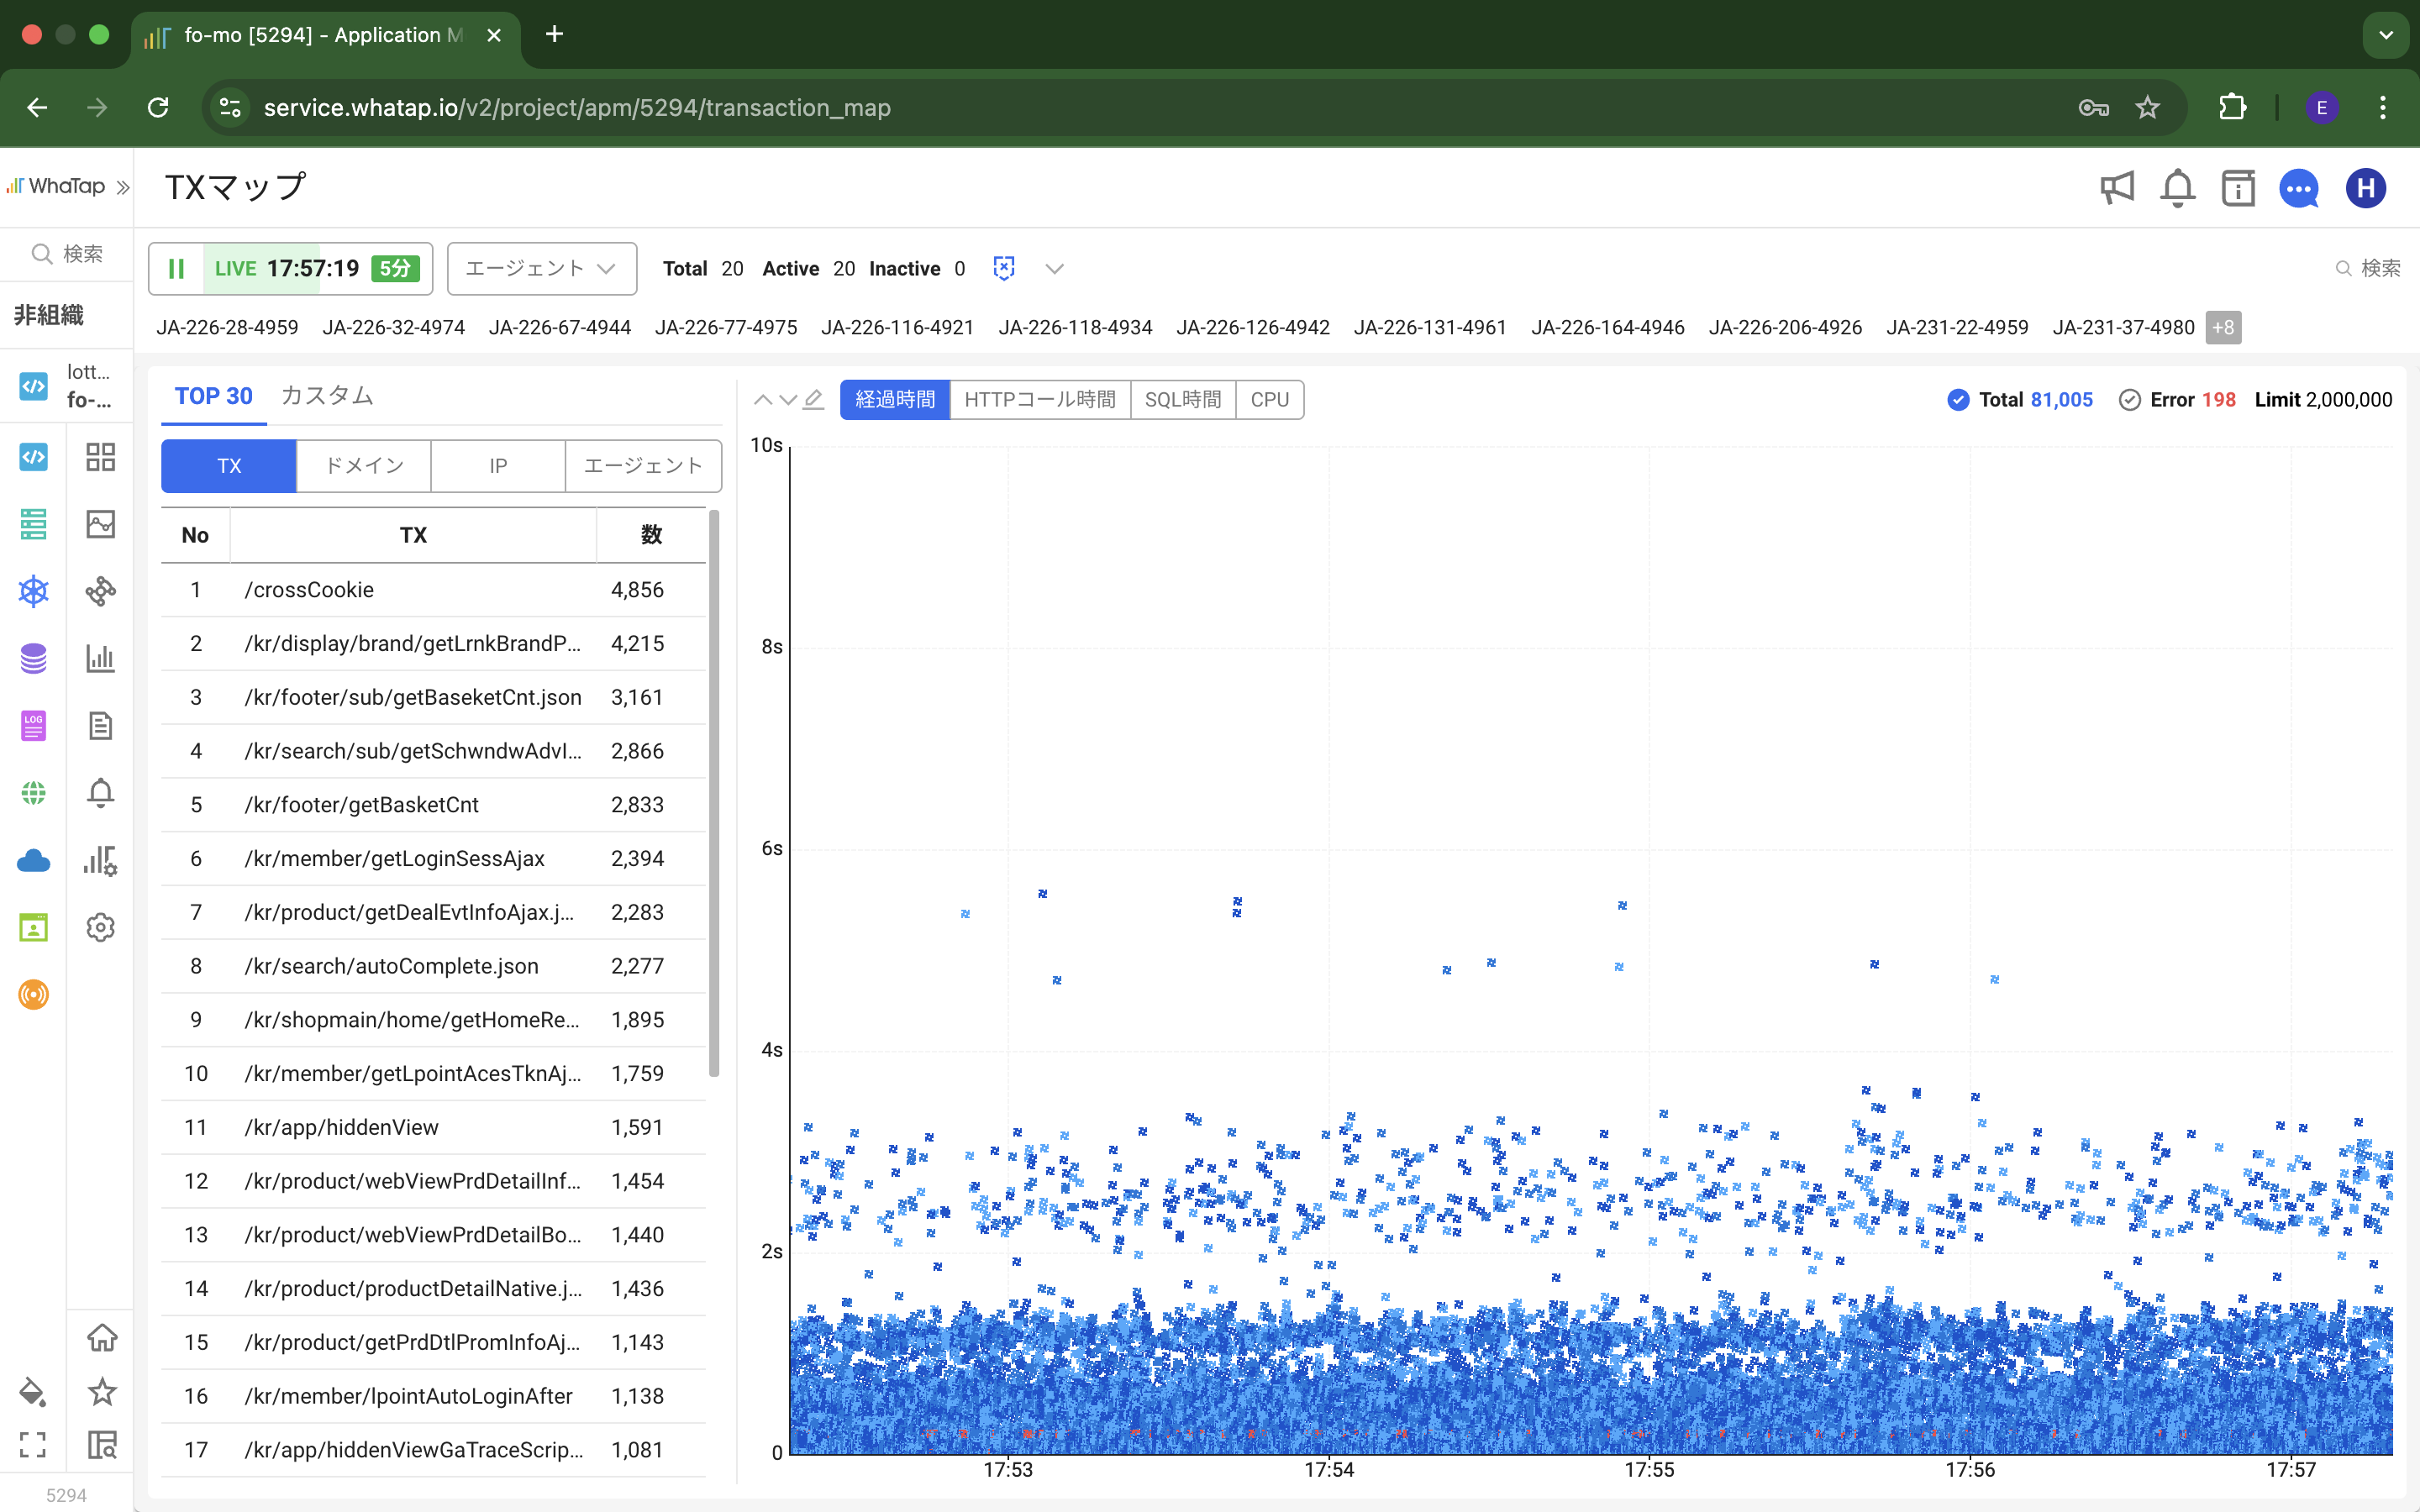 fo-mo [5294] - Application M
service.whatap.io/v2/project/apm/5294/transaction_map
E
WhaTap
TXマップ
H
検索
LIVE 17:57:19 5分
エージェント
Total 20 Active 20 Inactive 0
検索
非組織
JA-226-28-4959 JA-226-32-4974 JA-226-67-4944 JA-226-77-4975 JA-226-116-4921 JA-226-118-4934 JA-226-126-4942 JA-226-131-4961 JA-226-164-4946 JA-226-206-4926 JA-231-22-4959 JA-231-37-4980 +8
lott...
fo-...
TOP 30 カスタム
経過時間 HTTPコール時間 SQL時間 CPU
Total 81,005 Error 198 Limit 2,000,000
TX ドメイン IP エージェント
No TX 数
1 /crossCookie 4,856
2 /kr/display/brand/getLrnkBrandP... 4,215
3 /kr/footer/sub/getBaseketCnt.json 3,161
4 /kr/search/sub/getSchwndwAdvI... 2,866
5 /kr/footer/getBasketCnt 2,833
6 /kr/member/getLoginSessAjax 2,394
7 /kr/product/getDealEvtInfoAjax.j... 2,283
8 /kr/search/autoComplete.json 2,277
9 /kr/shopmain/home/getHomeRe... 1,895
10 /kr/member/getLpointAcesTknAj... 1,759
11 /kr/app/hiddenView 1,591
12 /kr/product/webViewPrdDetailInf... 1,454
13 /kr/product/webViewPrdDetailBo... 1,440
14 /kr/product/productDetailNative.j... 1,436
15 /kr/product/getPrdDtlPromInfoAj... 1,143
16 /kr/member/lpointAutoLoginAfter 1,138
17 /kr/app/hiddenViewGaTraceScrip... 1,081
LOG
5294
10s
8s
6s
4s
2s
0
17:53 17:54 17:55 17:56 17:57